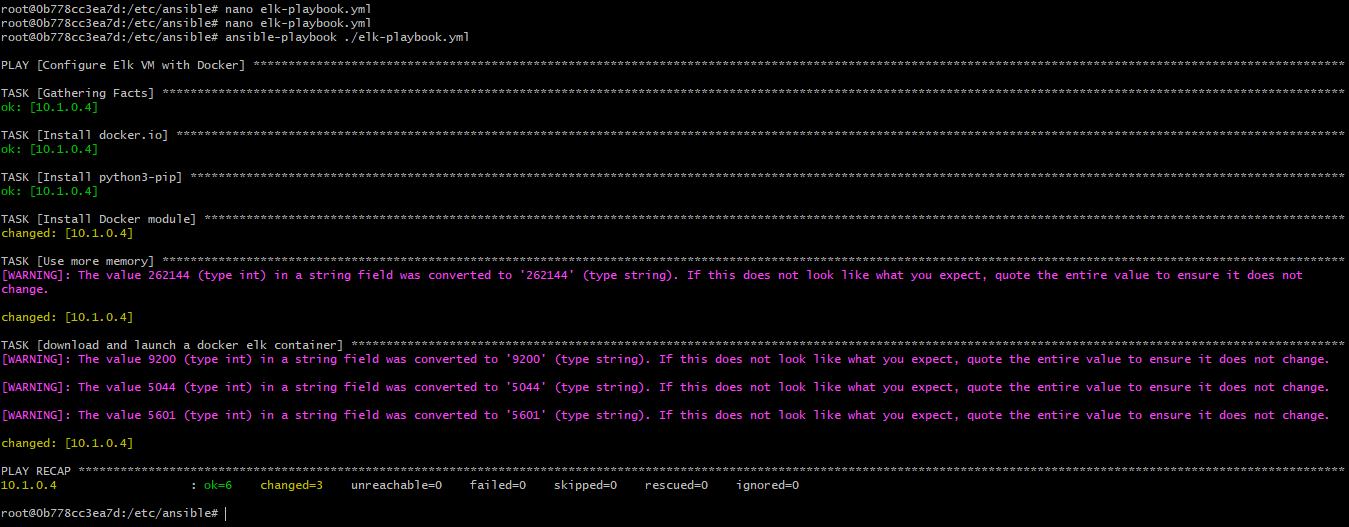 root@0b778cc3ea7d:/etc/ansible# nano elk-playbook.yml
root@0b778cc3ea7d:/etc/ansible# nano elk-playbook.yml
root@0b778cc3ea7d:/etc/ansible# ansible-playbook ./elk-playbook.yml
PLAY [Configure Elk VM with Docker] ************************************************************************************************************************************************************
TASK [Gathering Facts] *************************************************************************************************************************************************************************
ok: [10.1.0.4]
TASK [Install docker.io] ***********************************************************************************************************************************************************************
ok: [10.1.0.4]
TASK [Install python3-pip] *********************************************************************************************************************************************************************
ok: [10.1.0.4]
TASK [Install Docker module] *******************************************************************************************************************************************************************
changed: [10.1.0.4]
TASK [Use more memory] *************************************************************************************************************************************************************************
[WARNING]: The value 262144 (type int) in a string field was converted to '262144' (type string). If this does not look like what you expect, quote the entire value to ensure it does not
change.
changed: [10.1.0.4]
TASK [download and launch a docker elk container] **********************************************************************************************************************************************
[WARNING]: The value 9200 (type int) in a string field was converted to '9200' (type string). If this does not look like what you expect, quote the entire value to ensure it does not change.
[WARNING]: The value 5044 (type int) in a string field was converted to '5044' (type string). If this does not look like what you expect, quote the entire value to ensure it does not change.
[WARNING]: The value 5601 (type int) in a string field was converted to '5601' (type string). If this does not look like what you expect, quote the entire value to ensure it does not change.
changed: [10.1.0.4]
PLAY RECAP *************************************************************************************************************************************************************************************
10.1.0.4 : ok=6 changed=3 unreachable=0 failed=0 skipped=0 rescued=0 ignored=0
root@0b778cc3ea7d:/etc/ansible#